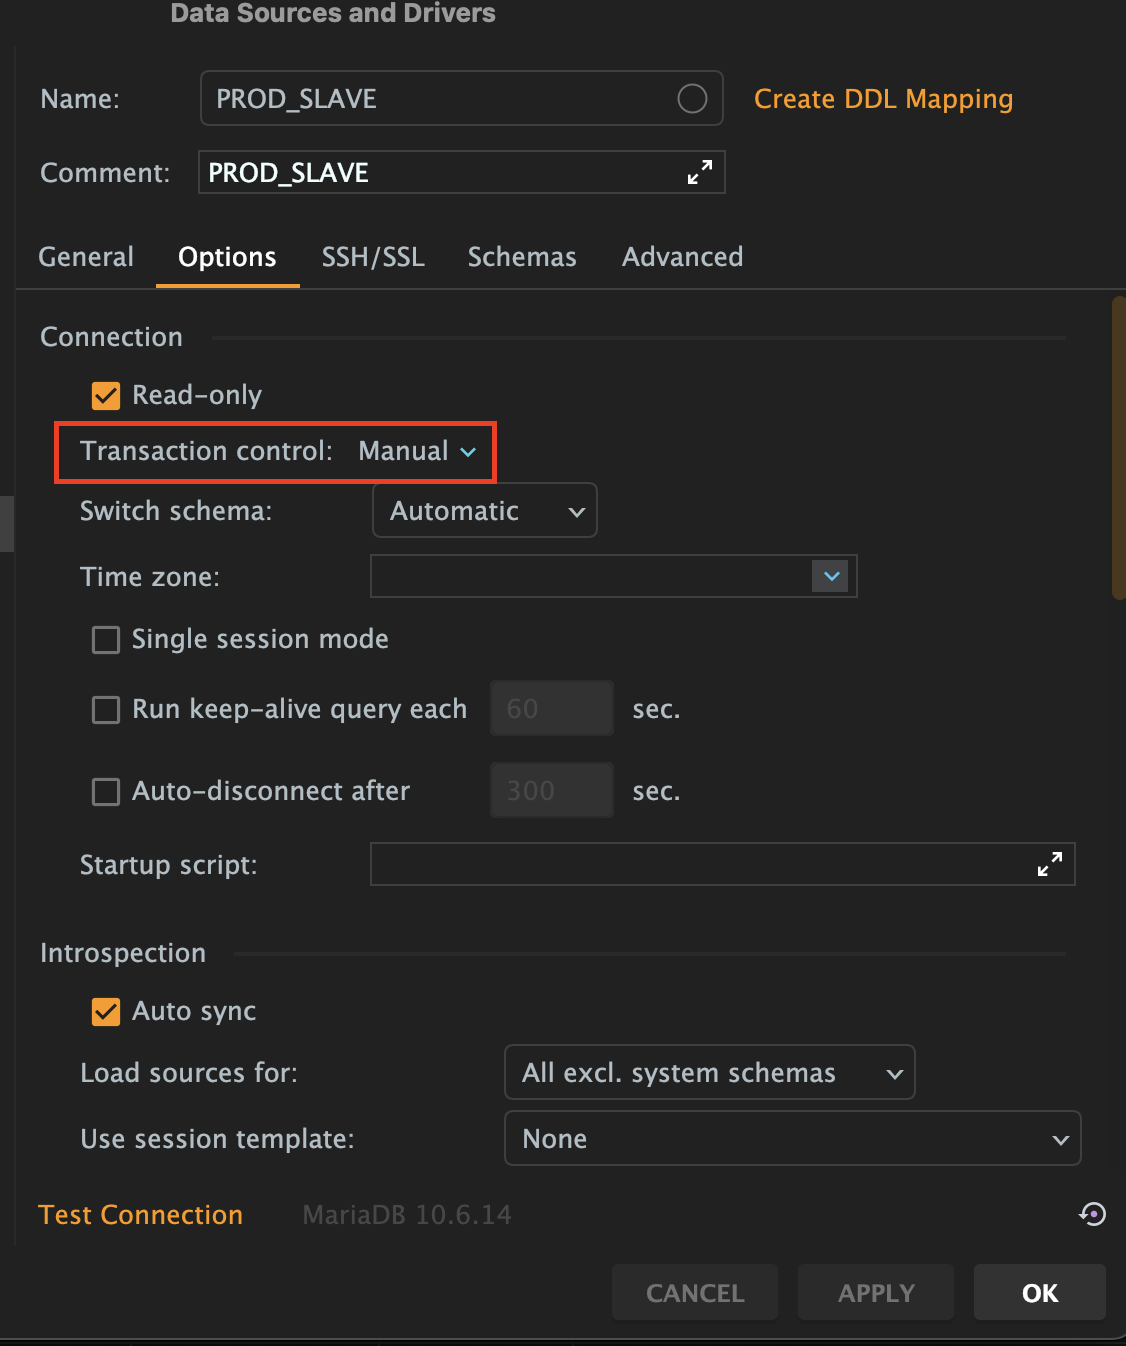 Data Sources and Drivers
Name: PROD_SLAVE Create DDL Mapping
Comment: PROD_SLAVE
General Options SSH/SSL Schemas Advanced
Connection
Read-only
Transaction control: Manual
Switch schema: Automatic
Time zone:
Single session mode
Run keep-alive query each 60 sec.
Auto-disconnect after 300 sec.
Startup script:
Introspection
Auto sync
Load sources for: All excl. system schemas
Use session template: None
Test Connection MariaDB 10.6.14
CANCEL APPLY OK